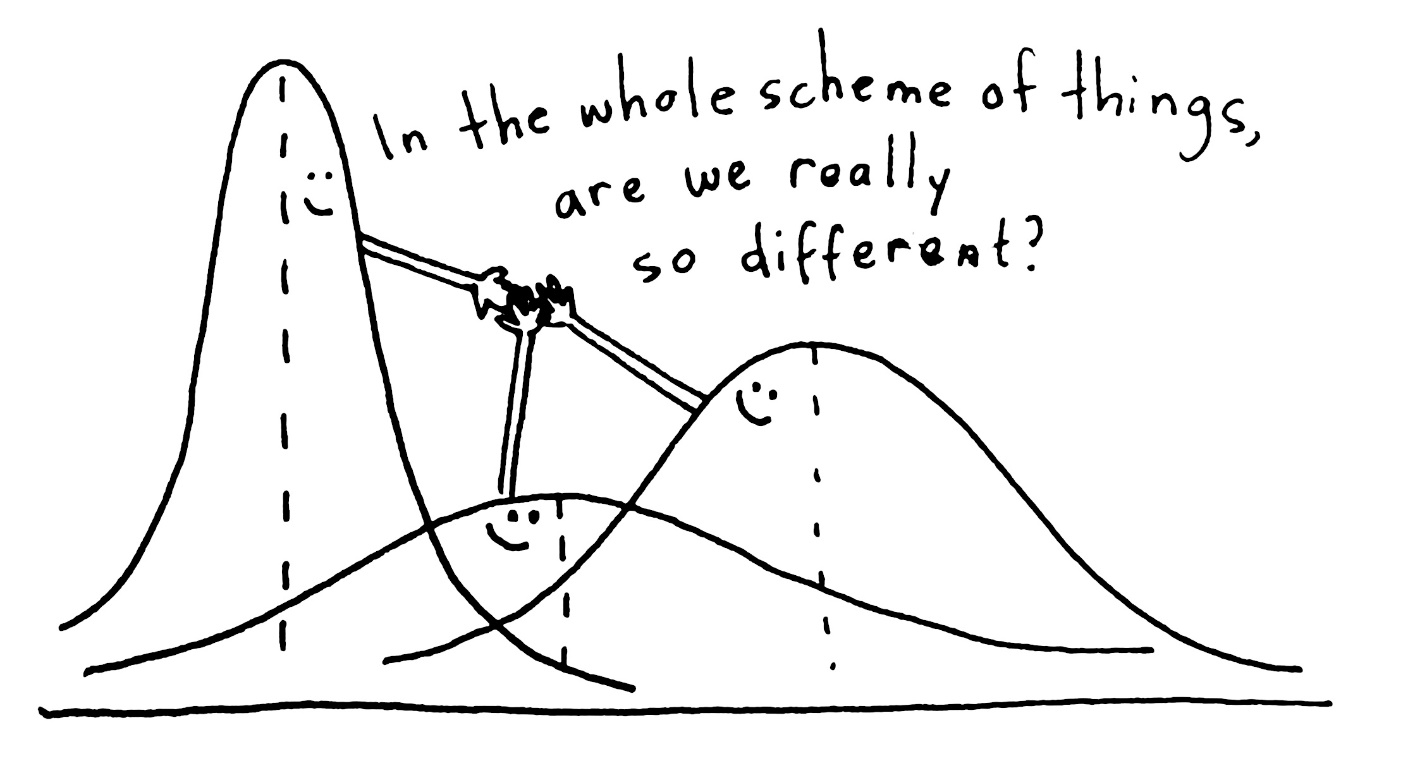 In the whole scheme of things,
are we really
so different?